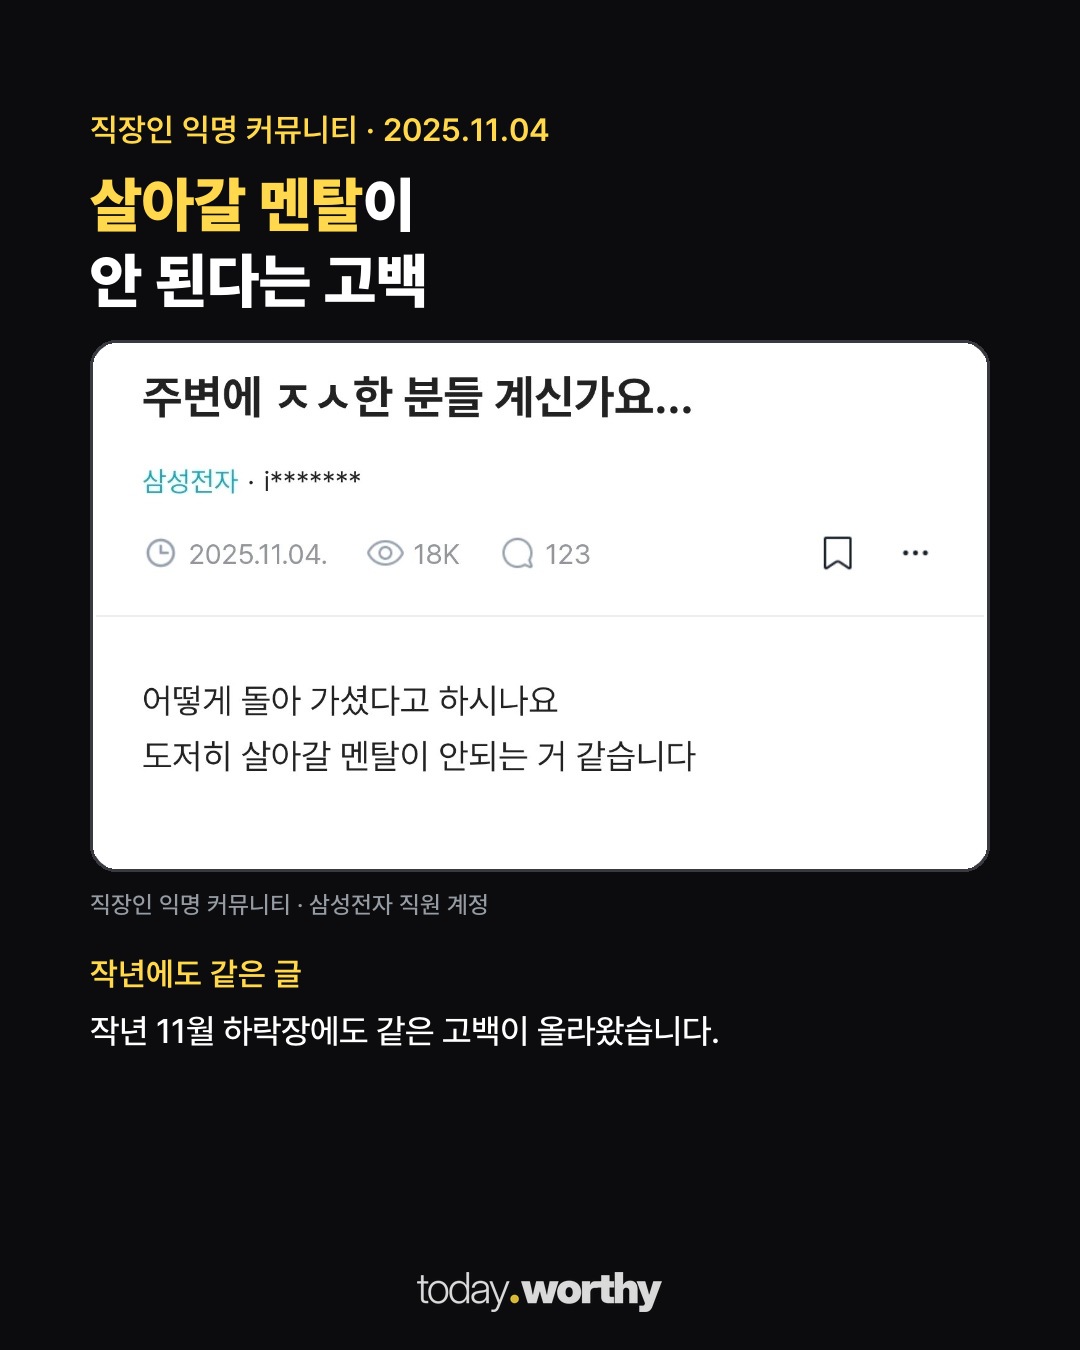 직장인 익명 커뮤니티 · 2025.11.04
살아갈 멘탈이
안 된다는 고백
주변에 ㅈㅅ한 분들 계신가요...
삼성전자 · i*******
2025.11.04. 18K 123
어떻게 돌아 가셨다고 하시나요
도저히 살아갈 멘탈이 안되는 거 같습니다
직장인 익명 커뮤니티 · 삼성전자 직원 계정
작년에도 같은 글
작년 11월 하락장에도 같은 고백이 올라왔습니다.
today.worthy